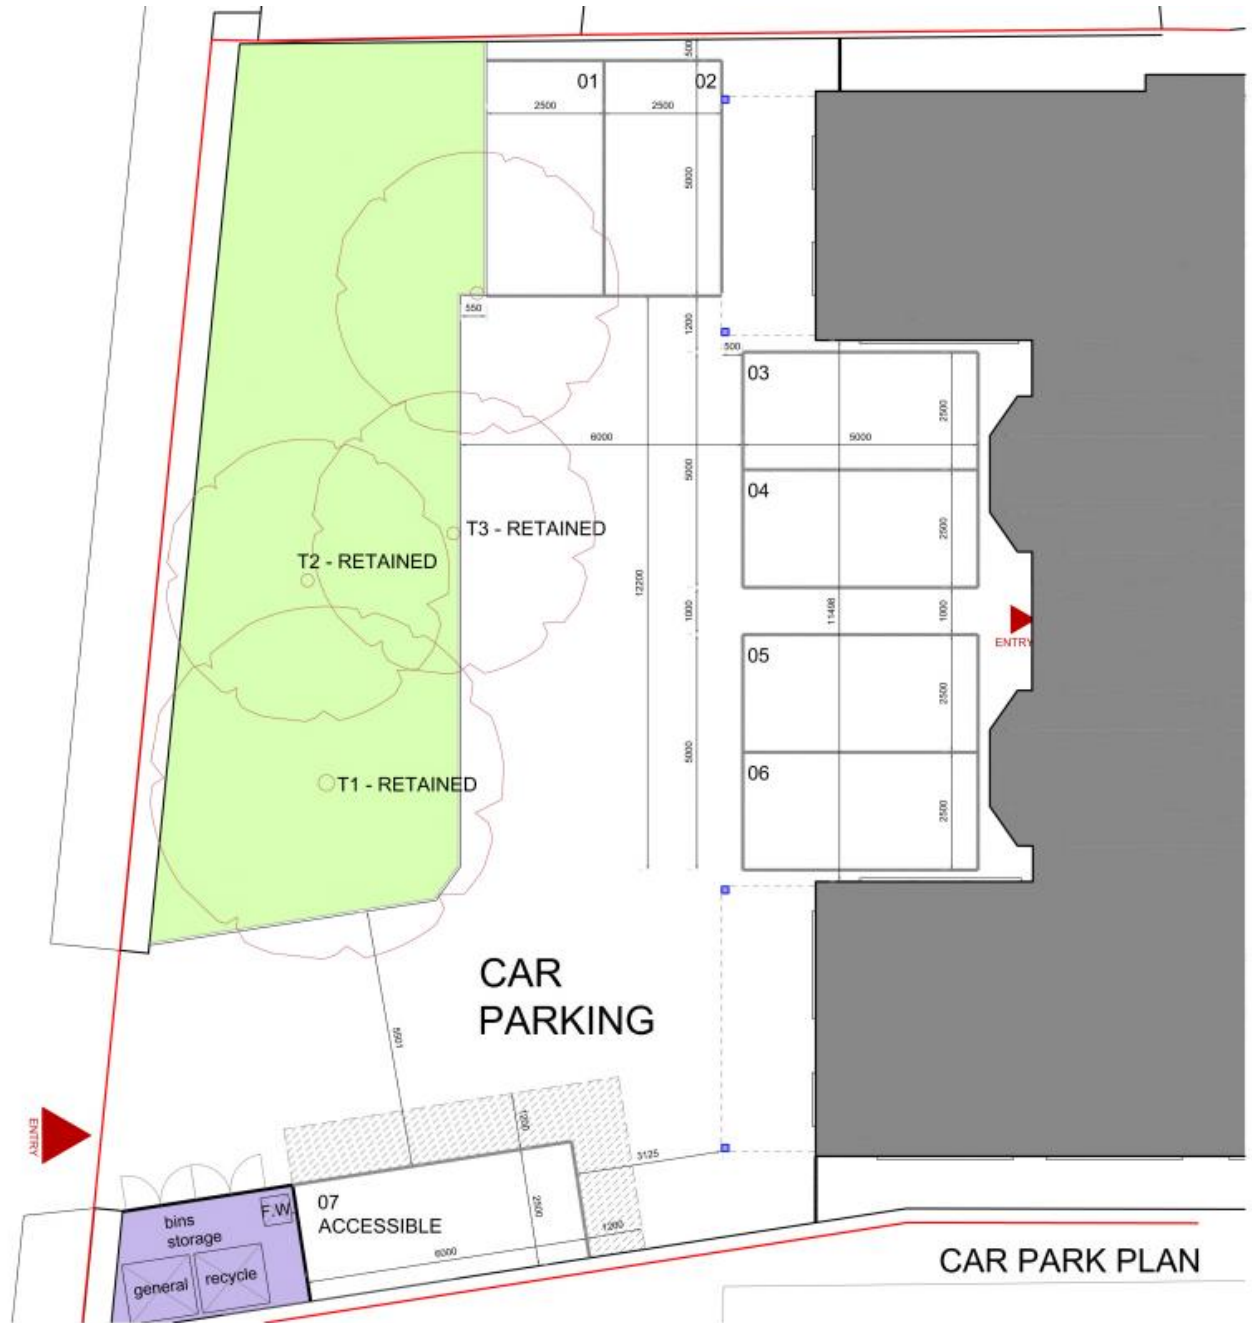 500
01
02
2500
2500
5000
550
1200
500
03
2500
6000
5000
5000
04
T3 - RETAINED
2500
T2 - RETAINED
12200
1000
11498
1000
ENTRY
05
2500
5000
06
T1 - RETAINED
2500
CAR
PARKING
5501
ENTRY
1200
3125
07
ACCESSIBLE
2500
1200
6000
F.W.
bins
storage
general
recycle
CAR PARK PLAN